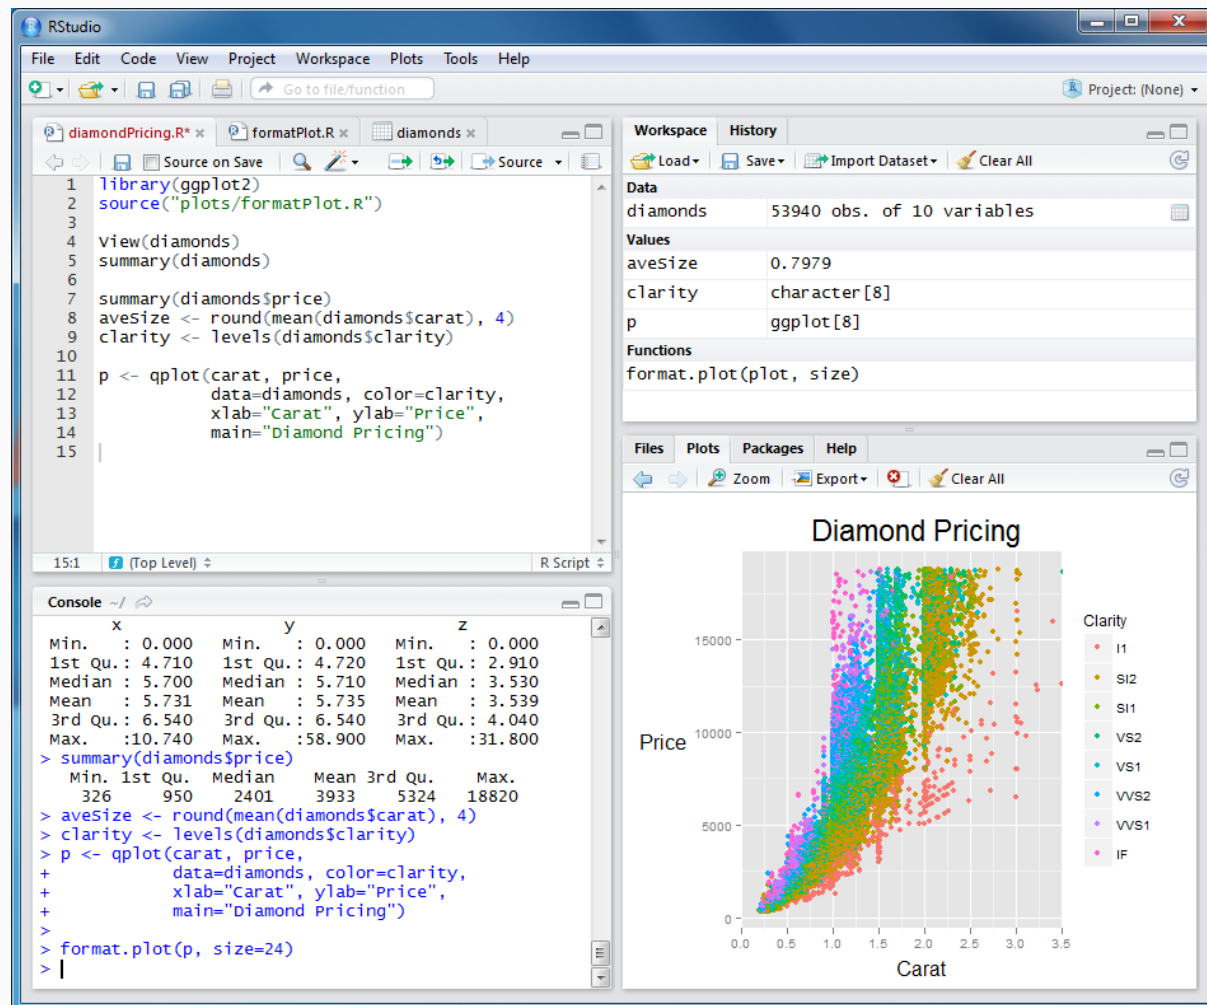 RStudio
File Edit Code View Project Workspace Plots Tools Help
Go to file/function
Project: (None)
diamondPricing.R* formatPlot.R diamonds
Source on Save Source
1 library(ggplot2)
2 source("plots/formatPlot.R")
3
4 View(diamonds)
5 summary(diamonds)
6
7 summary(diamonds$price)
8 aveSize <- round(mean(diamonds$carat), 4)
9 clarity <- levels(diamonds$clarity)
10
11 p <- qplot(carat, price,
12 data=diamonds, color=clarity,
13 xlab="Carat", ylab="Price",
14 main="Diamond Pricing")
15
15:1 (Top Level) R Script
Console ~/
x y z
Min. : 0.000 Min. : 0.000 Min. : 0.000
1st Qu.: 4.710 1st Qu.: 4.720 1st Qu.: 2.910
Median : 5.700 Median : 5.710 Median : 3.530
Mean : 5.731 Mean : 5.735 Mean : 3.539
3rd Qu.: 6.540 3rd Qu.: 6.540 3rd Qu.: 4.040
Max. :10.740 Max. :58.900 Max. :31.800
> summary(diamonds$price)
Min. 1st Qu. Median Mean 3rd Qu. Max.
326 950 2401 3933 5324 18820
> aveSize <- round(mean(diamonds$carat), 4)
> clarity <- levels(diamonds$clarity)
> p <- qplot(carat, price,
+ data=diamonds, color=clarity,
+ xlab="Carat", ylab="Price",
+ main="Diamond Pricing")
>
> format.plot(p, size=24)
>
Workspace History
Load Save Import Dataset Clear All
Data
diamonds 53940 obs. of 10 variables
Values
aveSize 0.7979
clarity character[8]
p ggplot[8]
Functions
format.plot(plot, size)
Files Plots Packages Help
Zoom Export Clear All
Diamond Pricing
Price
15000
10000
5000
0
0.0 0.5 1.0 1.5 2.0 2.5 3.0 3.5
Carat
Clarity
I1
SI2
SI1
VS2
VS1
VVS2
VVS1
IF